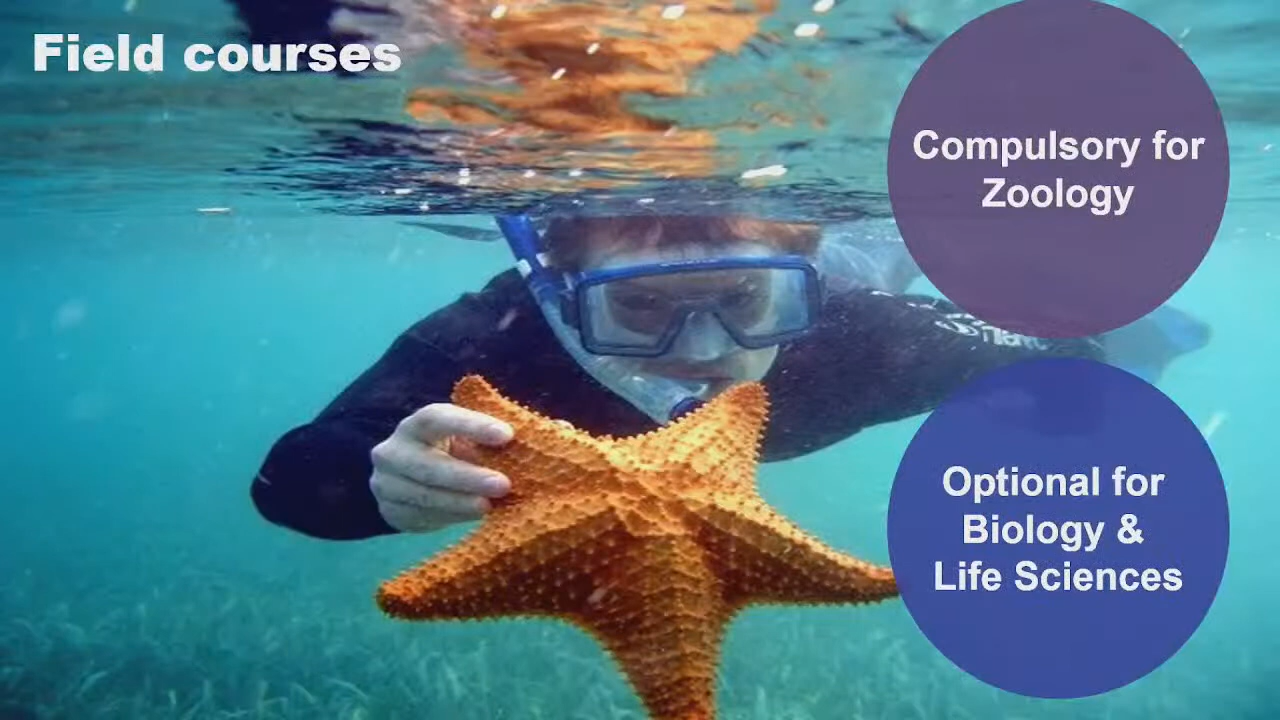 Field courses
Compulsory for
Zoology
Optional for
Biology &
Life Sciences